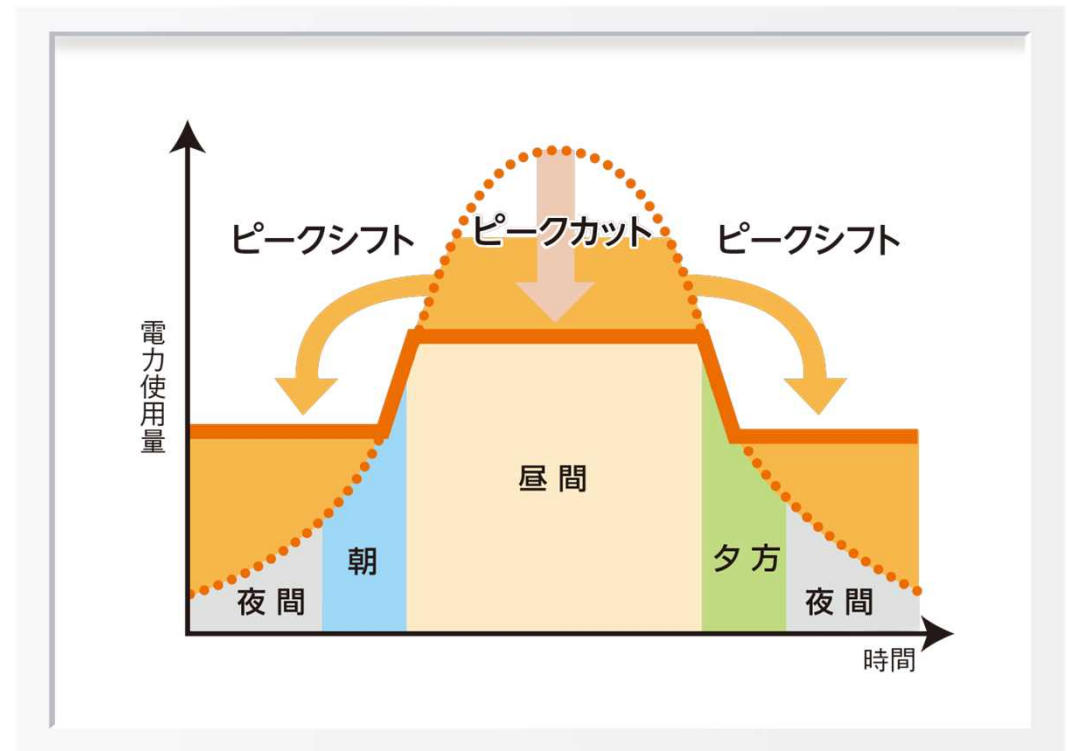 ピークシフト
ピークカット
ピークシフト
電力使用量
昼間
朝
夕方
夜間
夜間
時間